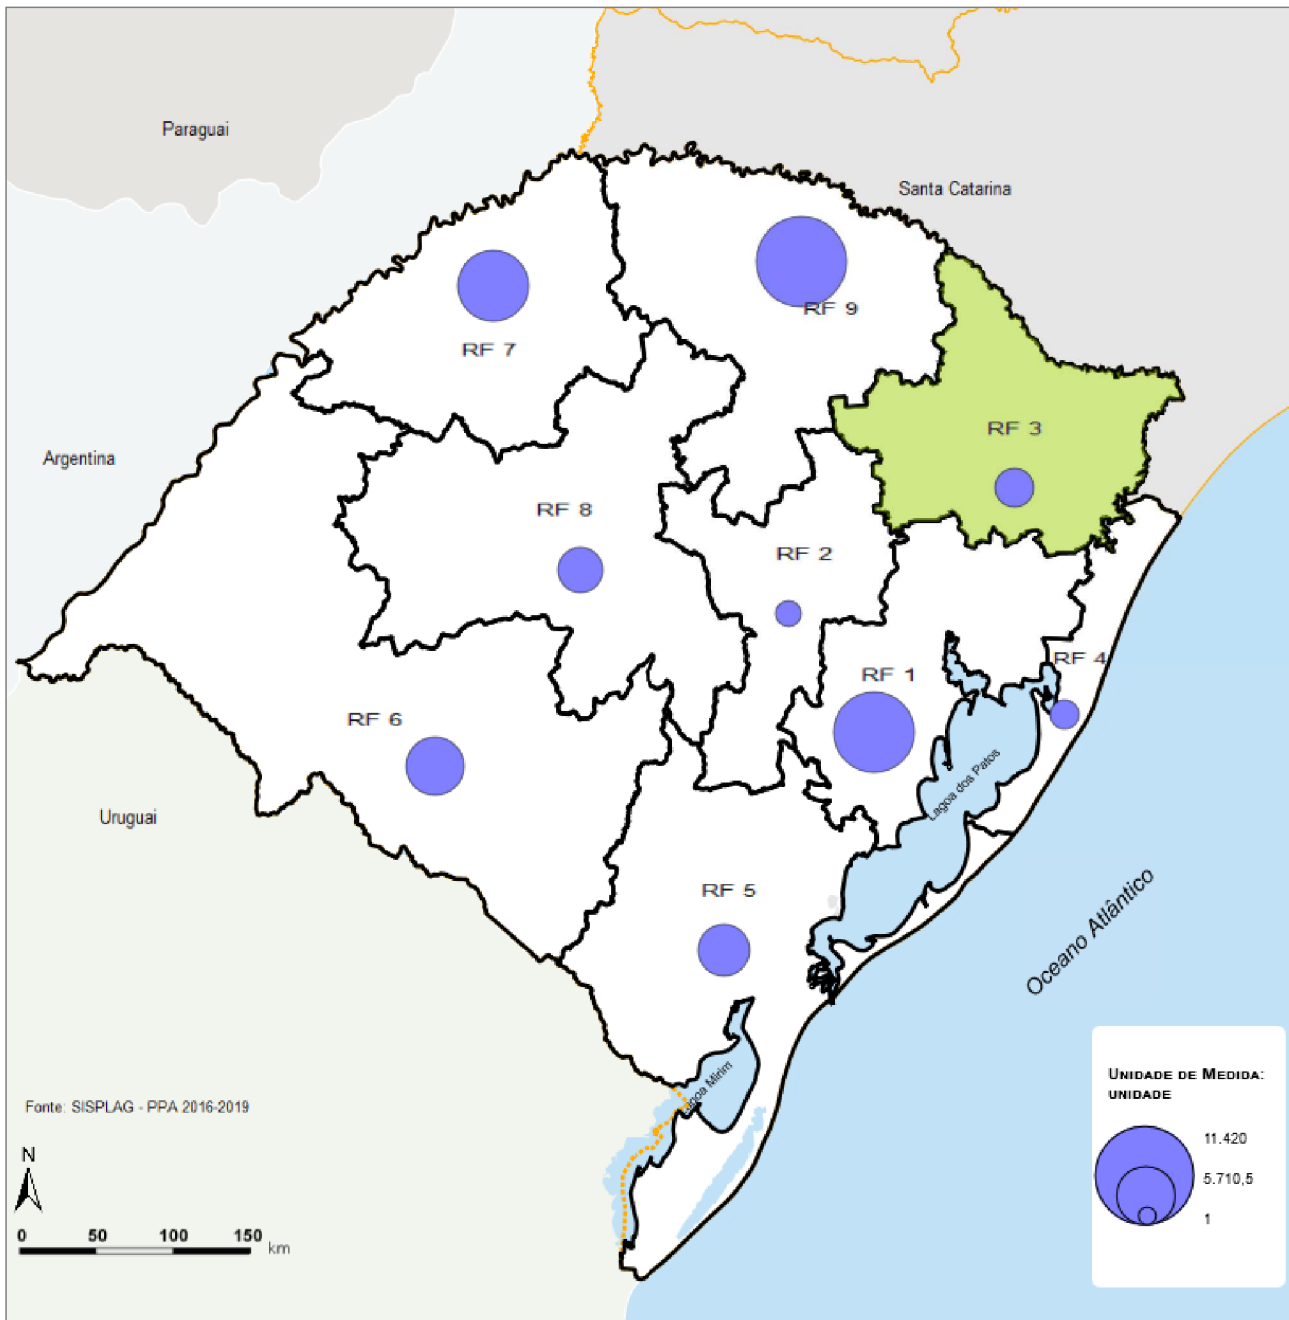 Paraguai
Santa Catarina
RF 9
RF 7
RF 3
Argentina
RF 8
RF 2
RF 4
RF 1
RF 6
Lagoa dos Patos
Uruguai
RF 5
Oceano Atlântico
Lagoa Mirim
UNIDADE DE MEDIDA:
UNIDADE
11.420
5.710,5
1
Fonte: SISPLAG - PPA 2016-2019
N
0 50 100 150 km